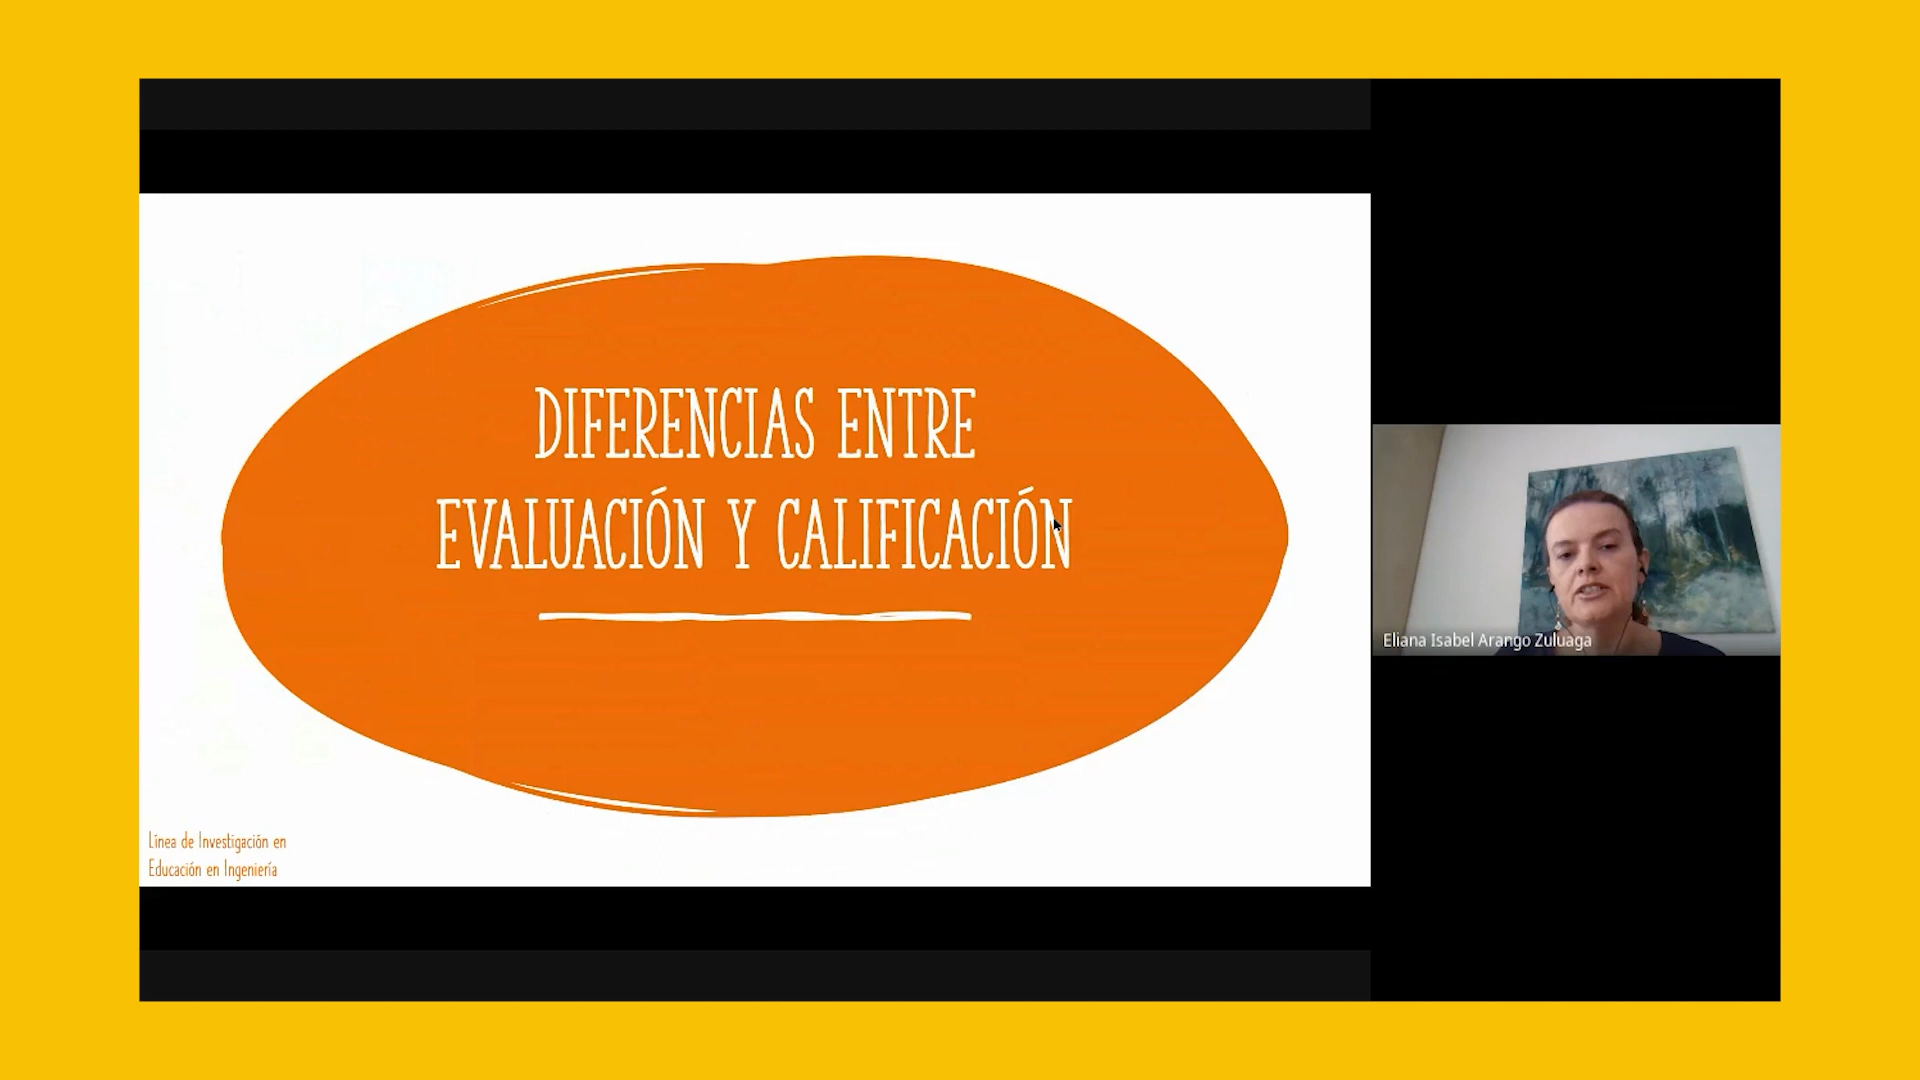 DIFERENCIAS ENTRE
EVALUACIÓN Y CALIFICACIÓN
Eliana Isabel Arango Zuluaga
Línea de Investigación en
Educación en Ingeniería